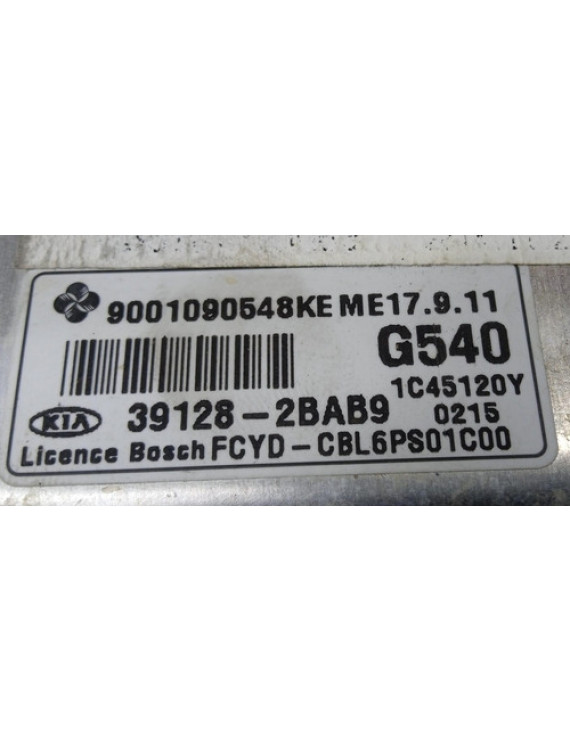 9001090548KE ME17.9.11
G540
1C45120Y
KIA 39128-2BAB9 0215
Licence Bosch FCYD-CBL6PS01C00